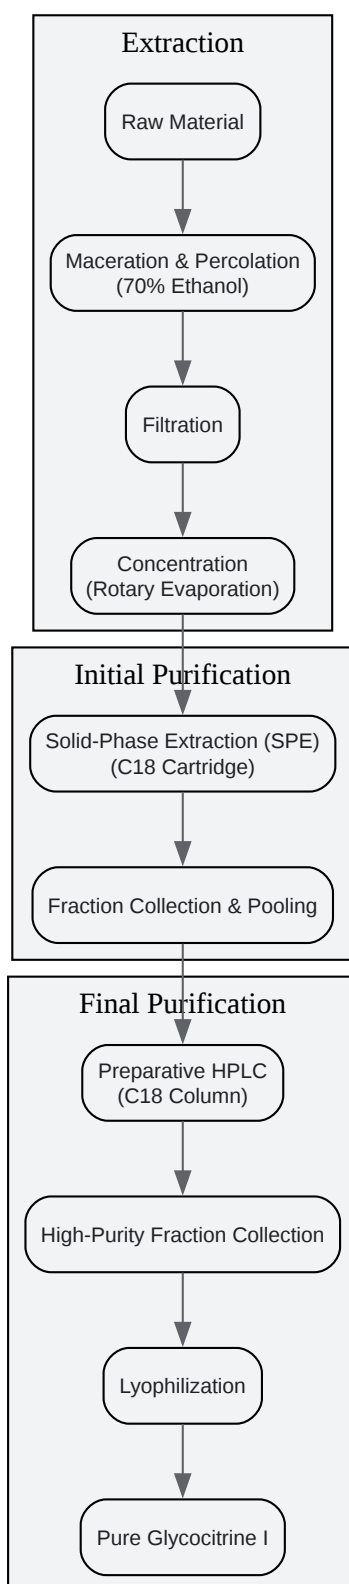 Extraction
Raw Material
Maceration & Percolation
(70% Ethanol)
Filtration
Concentration
(Rotary Evaporation)
Initial Purification
Solid-Phase Extraction (SPE)
(C18 Cartridge)
Fraction Collection & Pooling
Final Purification
Preparative HPLC
(C18 Column)
High-Purity Fraction Collection
Lyophilization
Pure Glycocitrine I